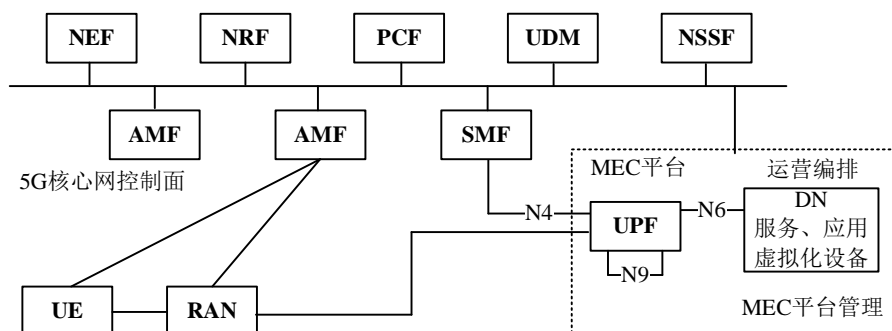 NEF
NRF
PCF
UDM
NSSF
AMF
AMF
SMF
5G核心网控制面
MEC平台
运营编排
N4
UPF
N6
DN
服务、应用
虚拟化设备
N9
UE
RAN
MEC平台管理